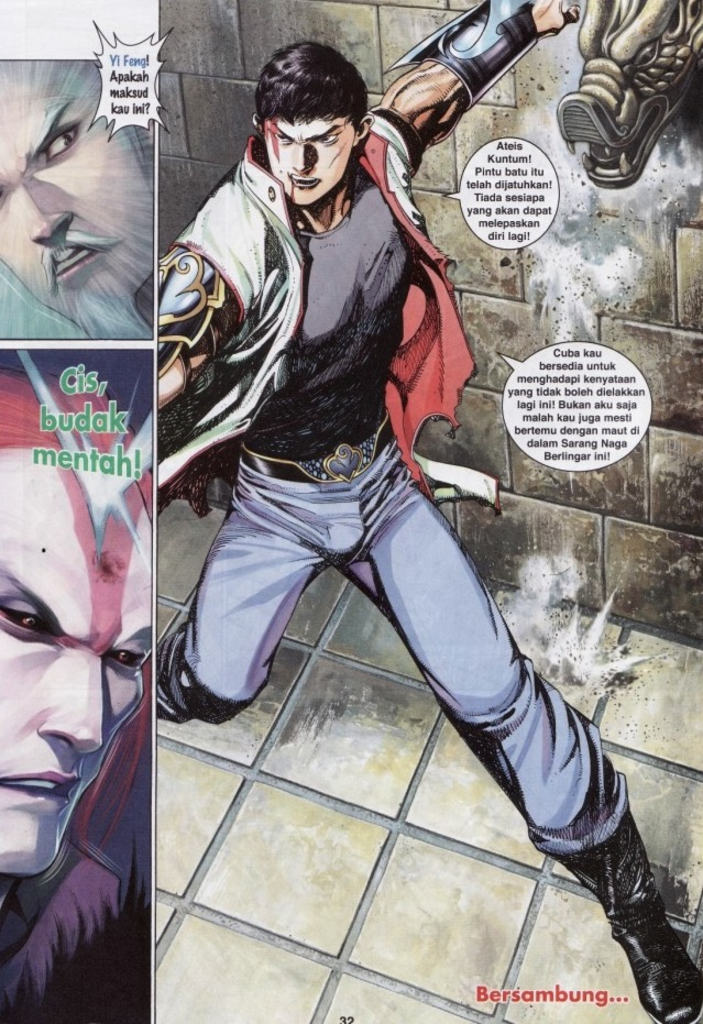 Yi Feng!
Apakah
maksud
kau ini?
Ateis
Kuntum!
Pintu batu itu
telah dijatuhkan!
Tiada sesiapa
yang akan dapat
melepaskan
diri lagi!
Cis,
budak
mentah!
Cuba kau
bersedia untuk
menghadapi kenyataan
yang tidak boleh dielakkan
lagi ini! Bukan aku saja
malah kau juga mesti
bertemu dengan maut di
dalam Sarang Naga
Berlingar ini!
Bersambung...
32